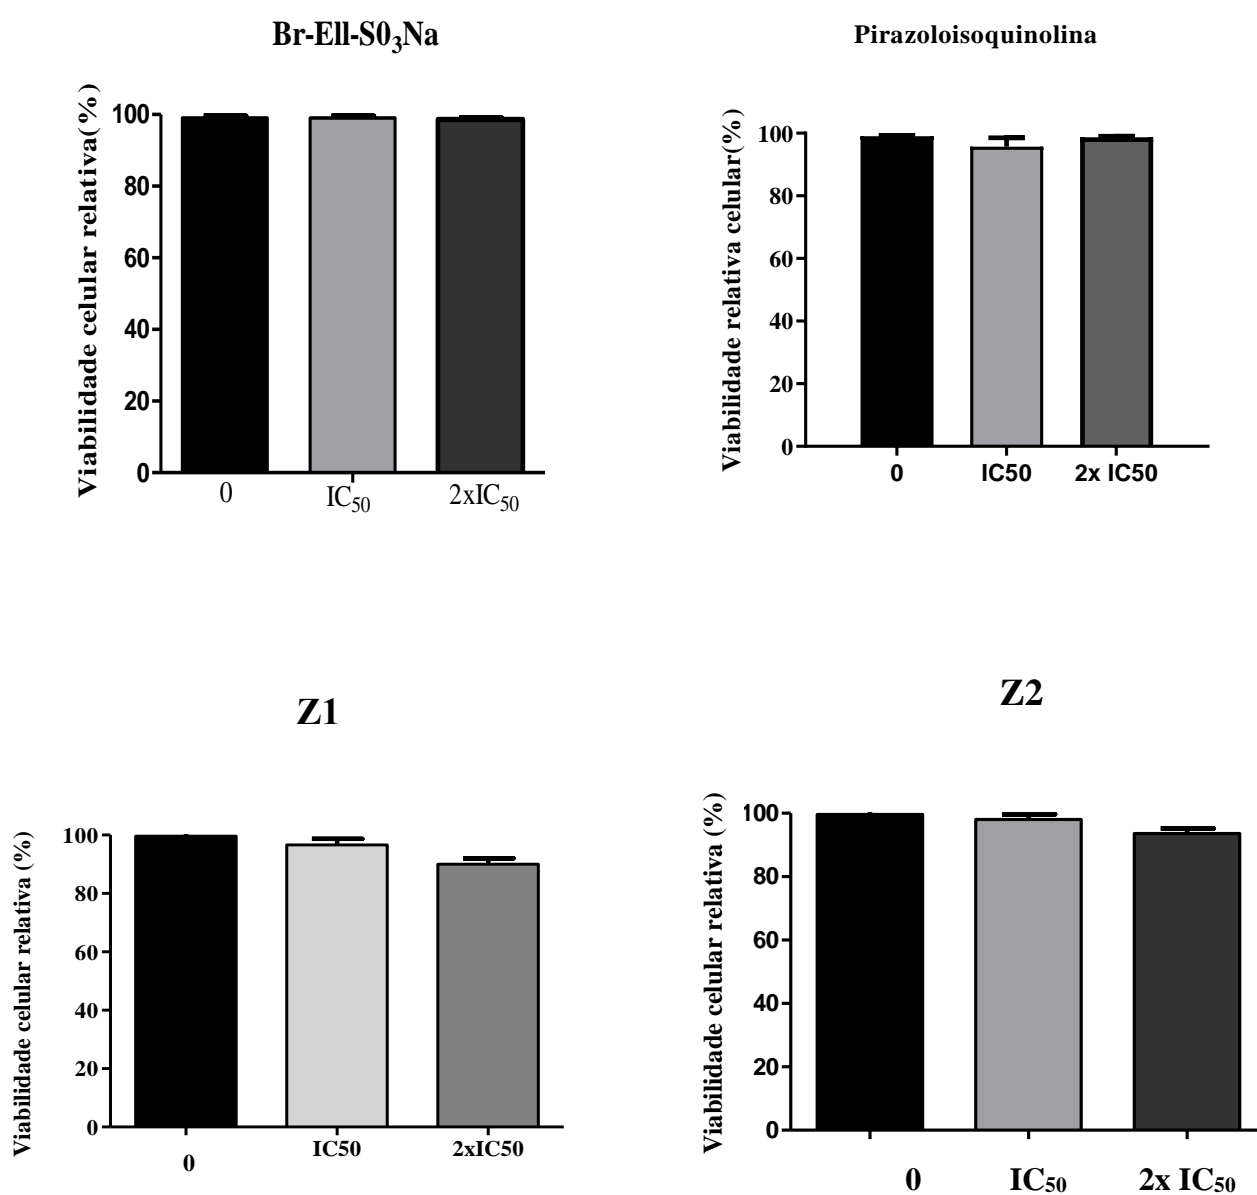 Br-Ell-S0₃Na
Viabilidade celular relativa(%)
100
80
60
40
20
0
0
IC₅₀
2xIC₅₀
Pirazoloisoquinolina
Viabilidade relativa celular(%)
100
80
60
40
20
0
0
IC50
2x IC50
Z1
Viabilidade celular relativa (%)
100
80
60
40
20
0
0
IC50
2xIC50
Z2
Viabilidade celular relativa (%)
100
80
60
40
20
0
0
IC₅₀
2x IC₅₀